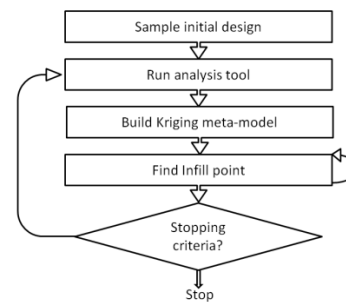 Sample initial design
Run analysis tool
Build Kriging meta-model
Find Infill point
Stopping
criteria?
Stop